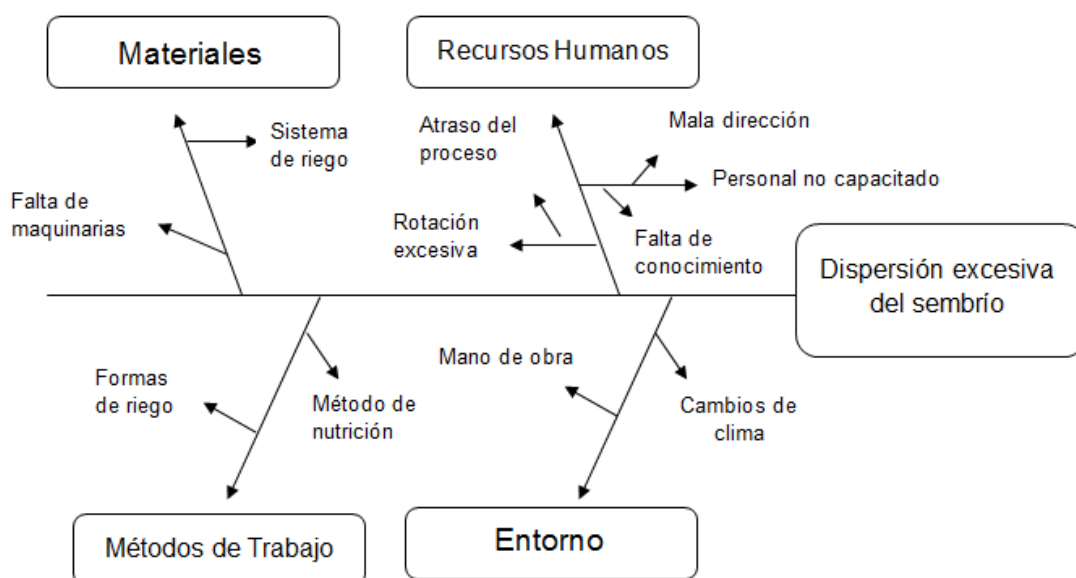 Materiales
Recursos Humanos
Sistema
de riego
Falta de
maquinarias
Atraso del
proceso
Mala dirección
Personal no capacitado
Rotación
excesiva
Falta de
conocimiento
Dispersión excesiva
del sembrío
Formas
de riego
Método de
nutrición
Mano de obra
Cambios de
clima
Métodos de Trabajo
Entorno